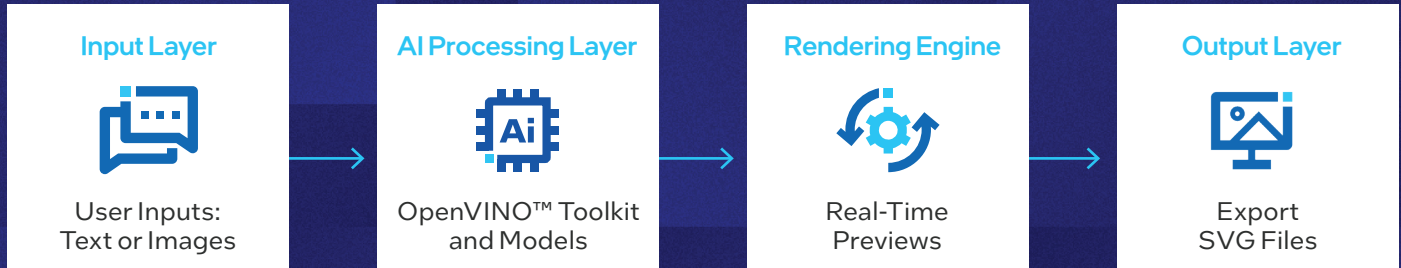 Input Layer
User Inputs:
Text or Images
AI Processing Layer
Ai
OpenVINO™ Toolkit
and Models
Rendering Engine
Real-Time
Previews
Output Layer
Export
SVG Files